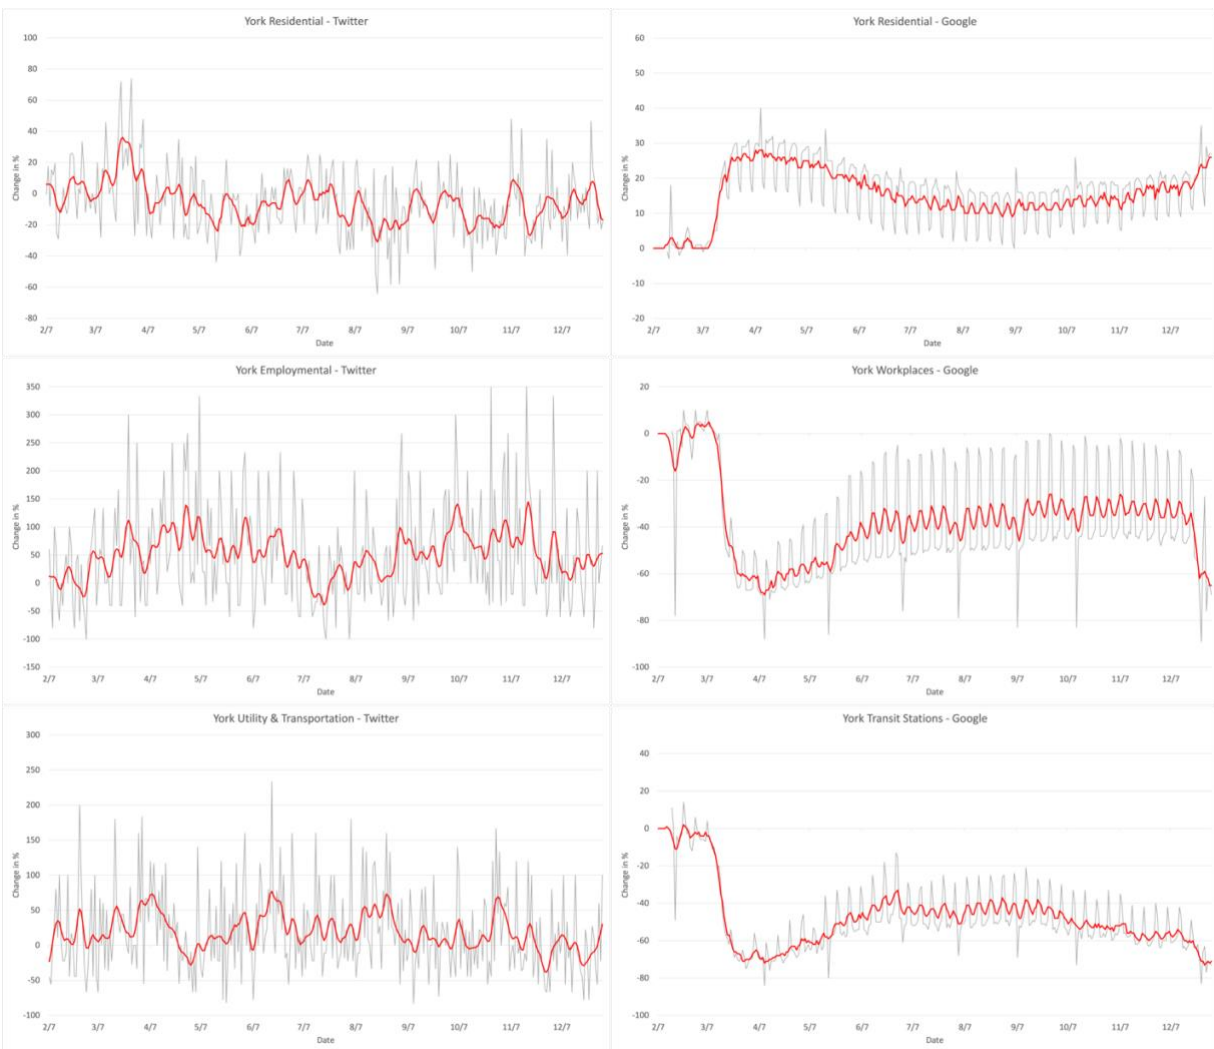 York Residential - Twitter
100
80
60
40
20
0
-20
-40
-60
-80
Change in %
2/7 3/7 4/7 5/7 6/7 7/7 8/7 9/7 10/7 11/7 12/7
Date
York Residential - Google
60
50
40
30
20
10
0
-10
-20
Change in %
2/7 3/7 4/7 5/7 6/7 7/7 8/7 9/7 10/7 11/7 12/7
Date
York Employmental - Twitter
350
300
250
200
150
100
50
0
-50
-100
-150
Change in %
2/7 3/7 4/7 5/7 6/7 7/7 8/7 9/7 10/7 11/7 12/7
Date
York Workplaces - Google
20
0
-20
-40
-60
-80
-100
Change in %
2/7 3/7 4/7 5/7 6/7 7/7 8/7 9/7 10/7 11/7 12/7
Date
York Utility & Transportation - Twitter
300
250
200
150
100
50
0
-50
-100
Change in %
2/7 3/7 4/7 5/7 6/7 7/7 8/7 9/7 10/7 11/7 12/7
Date
York Transit Stations - Google
40
20
0
-20
-40
-60
-80
-100
Change in %
2/7 3/7 4/7 5/7 6/7 7/7 8/7 9/7 10/7 11/7 12/7
Date